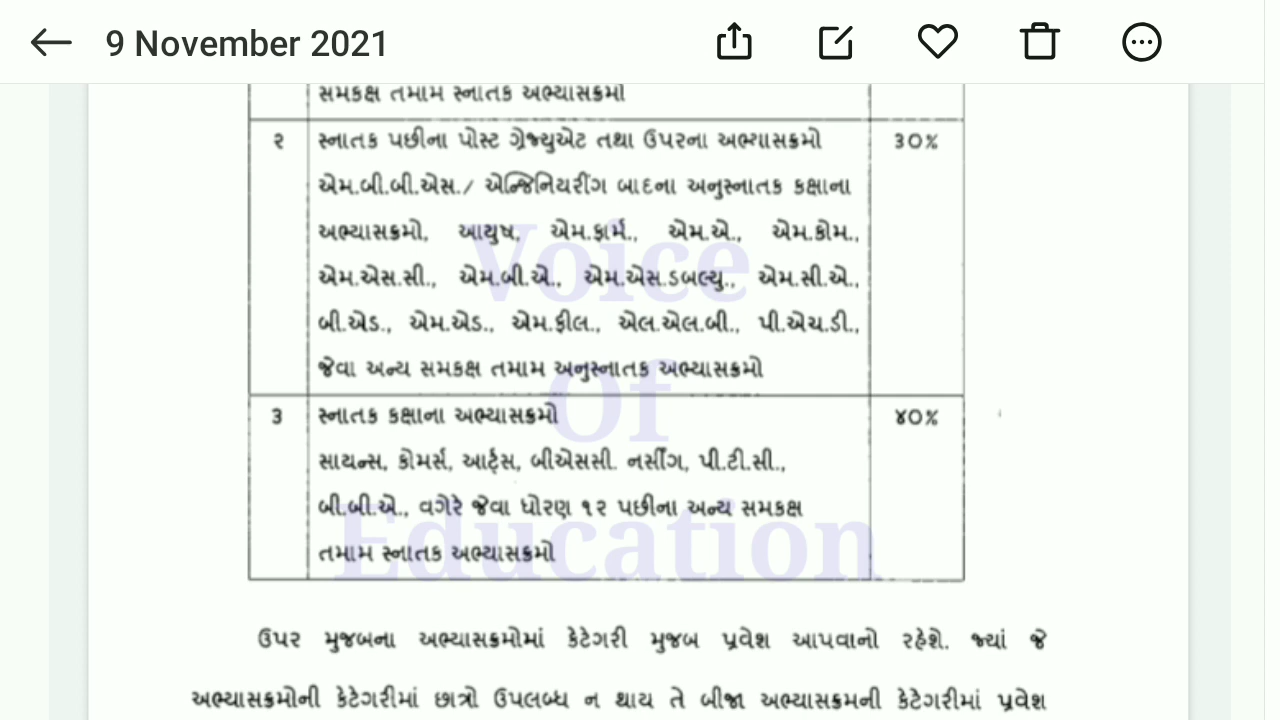 9 November 2021
સમકક્ષ તમામ સ્નાતક અભ્યાસક્રમો
૨ સ્નાતક પછીના પોસ્ટ ગ્રેજ્યુએટ તથા ઉપરના અભ્યાસક્રમો ૩૦%
એમ.બી.બી.એસ./ એન્જિનિયરીંગ બાદના અનુસ્નાતક કક્ષાના
અભ્યાસક્રમો, આયુષ, એમ.ફાર્મ., એમ.એ., એમ.કોમ.,
એમ.એસ.સી., એમ.બી.એ., એમ.એસ.ડબલ્યુ., એમ.સી.એ.,
બી.એડ., એમ.એડ., એમ.ફીલ., એલ.એલ.બી., પી.એચ.ડી.,
જેવા અન્ય સમકક્ષ તમામ અનુસ્નાતક અભ્યાસક્રમો
૩ સ્નાતક કક્ષાના અભ્યાસક્રમો ૪૦%
સાયન્સ, કોમર્સ, આર્ટ્સ, બીએસસી. નર્સીંગ, પી.ટી.સી.,
બી.બી.એ., વગેરે જેવા ધોરણ ૧૨ પછીના અન્ય સમકક્ષ
તમામ સ્નાતક અભ્યાસક્રમો
Voice
Of
Education
ઉપર મુજબના અભ્યાસક્રમોમાં કેટેગરી મુજબ પ્રવેશ આપવાનો રહેશે. જ્યાં જે
અભ્યાસક્રમોની કેટેગરીમાં છાત્રો ઉપલબ્ધ ન થાય તે બીજા અભ્યાસક્રમની કેટેગરીમાં પ્રવેશ